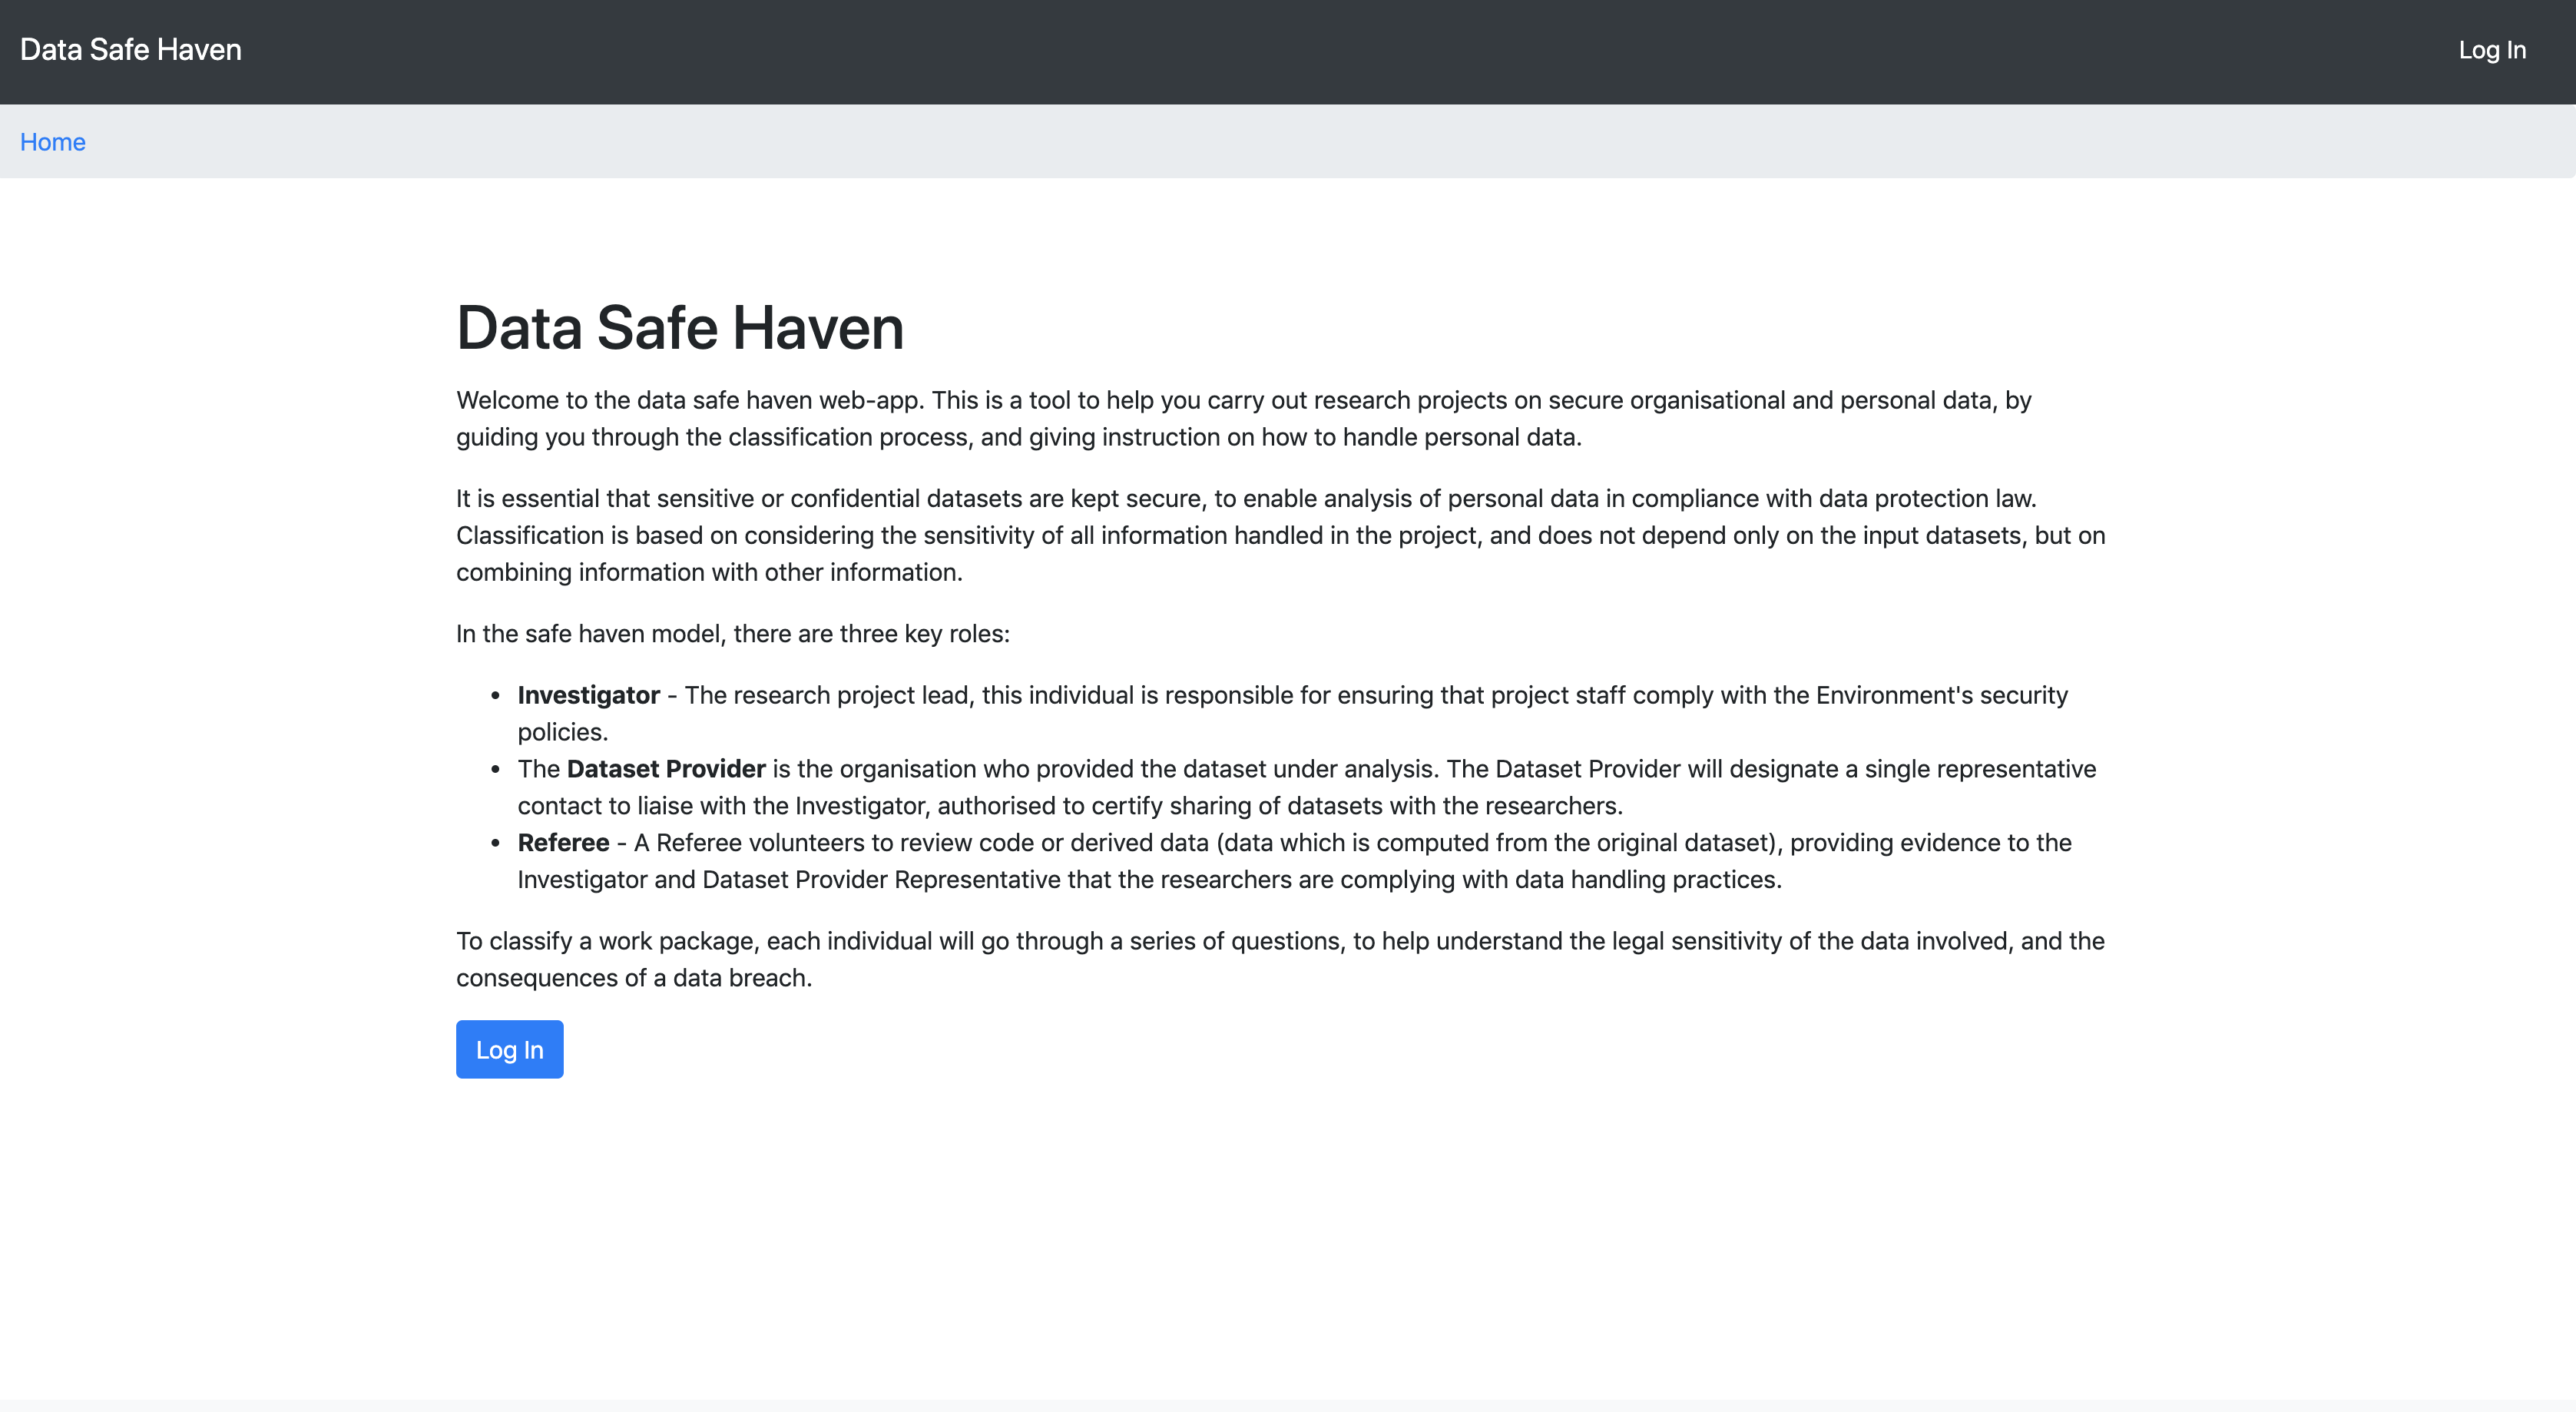 Data Safe Haven
Log In
Home
Data Safe Haven
Welcome to the data safe haven web-app. This is a tool to help you carry out research projects on secure organisational and personal data, by
guiding you through the classification process, and giving instruction on how to handle personal data.
It is essential that sensitive or confidential datasets are kept secure, to enable analysis of personal data in compliance with data protection law.
Classification is based on considering the sensitivity of all information handled in the project, and does not depend only on the input datasets, but on
combining information with other information.
In the safe haven model, there are three key roles:
• Investigator - The research project lead, this individual is responsible for ensuring that project staff comply with the Environment's security
policies.
• The Dataset Provider is the organisation who provided the dataset under analysis. The Dataset Provider will designate a single representative
contact to liaise with the Investigator, authorised to certify sharing of datasets with the researchers.
• Referee - A Referee volunteers to review code or derived data (data which is computed from the original dataset), providing evidence to the
Investigator and Dataset Provider Representative that the researchers are complying with data handling practices.
To classify a work package, each individual will go through a series of questions, to help understand the legal sensitivity of the data involved, and the
consequences of a data breach.
Log In